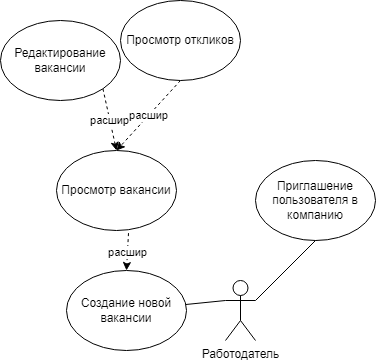 Редактирование
вакансии
Просмотр откликов
расшир
расшир
Просмотр вакансии
Приглашение
пользователя в
компанию
расшир
Создание новой
вакансии
Работодатель